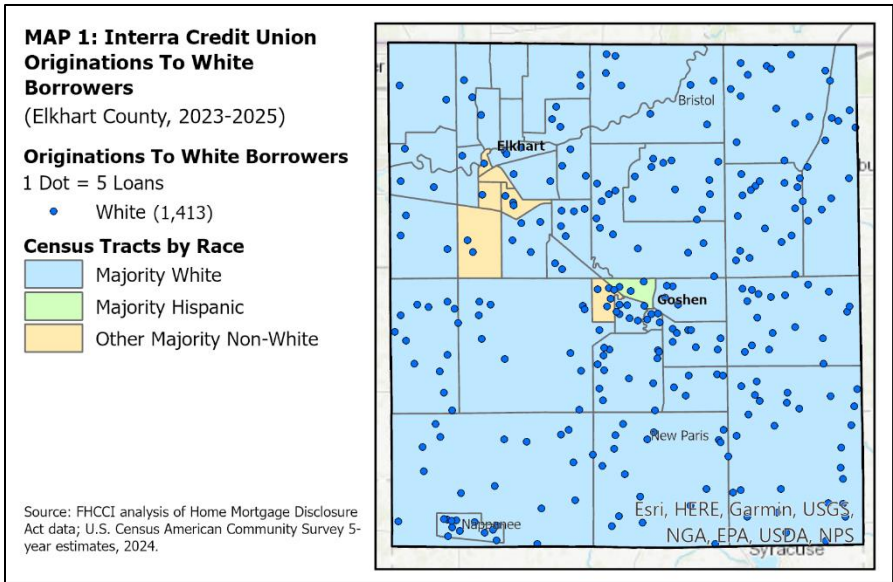 MAP 1: Interra Credit Union
Originations To White
Borrowers
(Elkhart County, 2023-2025)
Originations To White Borrowers
1 Dot = 5 Loans
White (1,413)
Census Tracts by Race
Majority White
Majority Hispanic
Other Majority Non-White
Source: FHCCI analysis of Home Mortgage Disclosure
Act data; U.S. Census American Community Survey 5-
year estimates, 2024.
Bristol
Elkhart
Goshen
New Paris
Nappanee
Esri, HERE, Garmin, USGS,
NGA, EPA, USDA, NPS
Syracuse